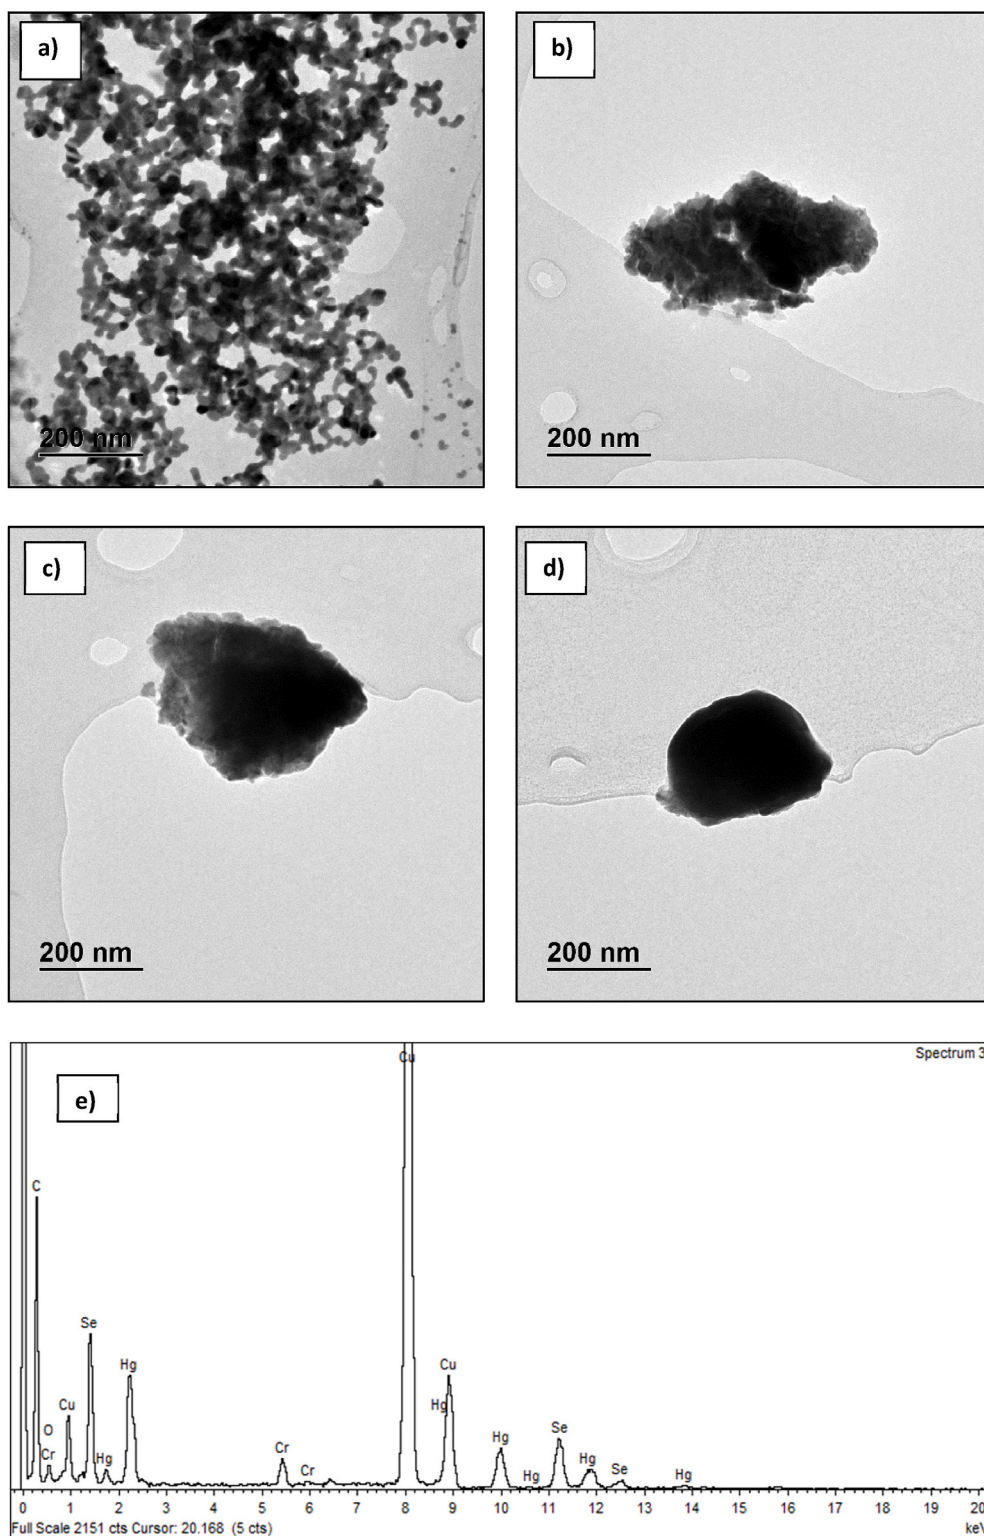 a)
b)
200 nm
200 nm
c)
d)
200 nm
200 nm
e)
Cu
Spectrum 3
C
Se
Hg
Cu
Cu
O
Hg
Se
Cr
Cr
Hg
Hg
Cr
Hg
Hg
Se
Hg
0 1 2 3 4 5 6 7 8 9 10 11 12 13 14 15 16 17 18 19 20
Full Scale 2151 cts Cursor: 20.168 (5 cts)
keV